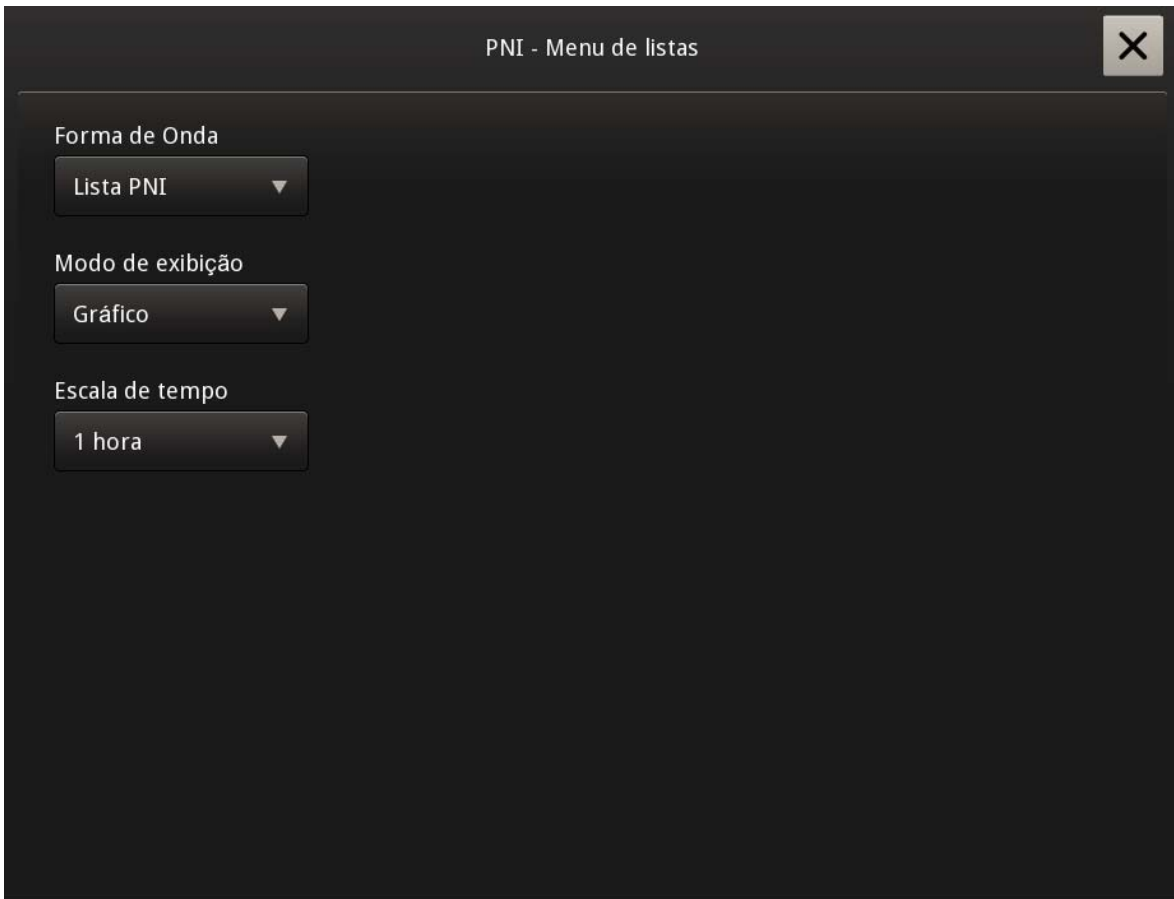 PNI - Menu de listas
Forma de Onda
Lista PNI
Modo de exibição
Gráfico
Escala de tempo
1 hora